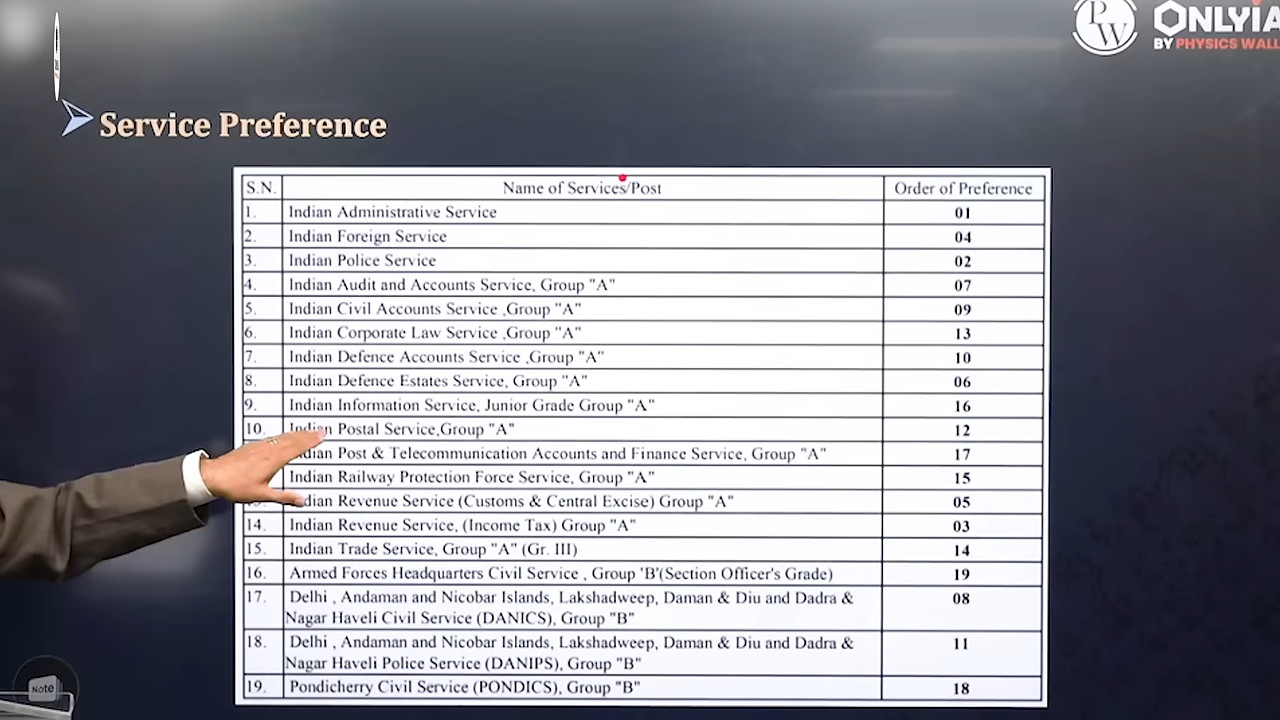 PW ONLYIA
BY PHYSICS WALL
Service Preference
S.N. Name of Services/Post Order of Preference
1. Indian Administrative Service 01
2. Indian Foreign Service 04
3. Indian Police Service 02
4. Indian Audit and Accounts Service, Group "A" 07
5. Indian Civil Accounts Service ,Group "A" 09
6. Indian Corporate Law Service ,Group "A" 13
7. Indian Defence Accounts Service ,Group "A" 10
8. Indian Defence Estates Service, Group "A" 06
9. Indian Information Service, Junior Grade Group "A" 16
10. Indian Postal Service,Group "A" 12
Indian Post & Telecommunication Accounts and Finance Service, Group "A" 17
Indian Railway Protection Force Service, Group "A" 15
Indian Revenue Service (Customs & Central Excise) Group "A" 05
14. Indian Revenue Service, (Income Tax) Group "A" 03
15. Indian Trade Service, Group "A" (Gr. III) 14
16. Armed Forces Headquarters Civil Service , Group 'B'(Section Officer's Grade) 19
17. Delhi , Andaman and Nicobar Islands, Lakshadweep, Daman & Diu and Dadra & 08
Nagar Haveli Civil Service (DANICS), Group "B"
18. Delhi , Andaman and Nicobar Islands, Lakshadweep, Daman & Diu and Dadra & 11
Nagar Haveli Police Service (DANIPS), Group "B"
19. Pondicherry Civil Service (PONDICS), Group "B" 18
Note